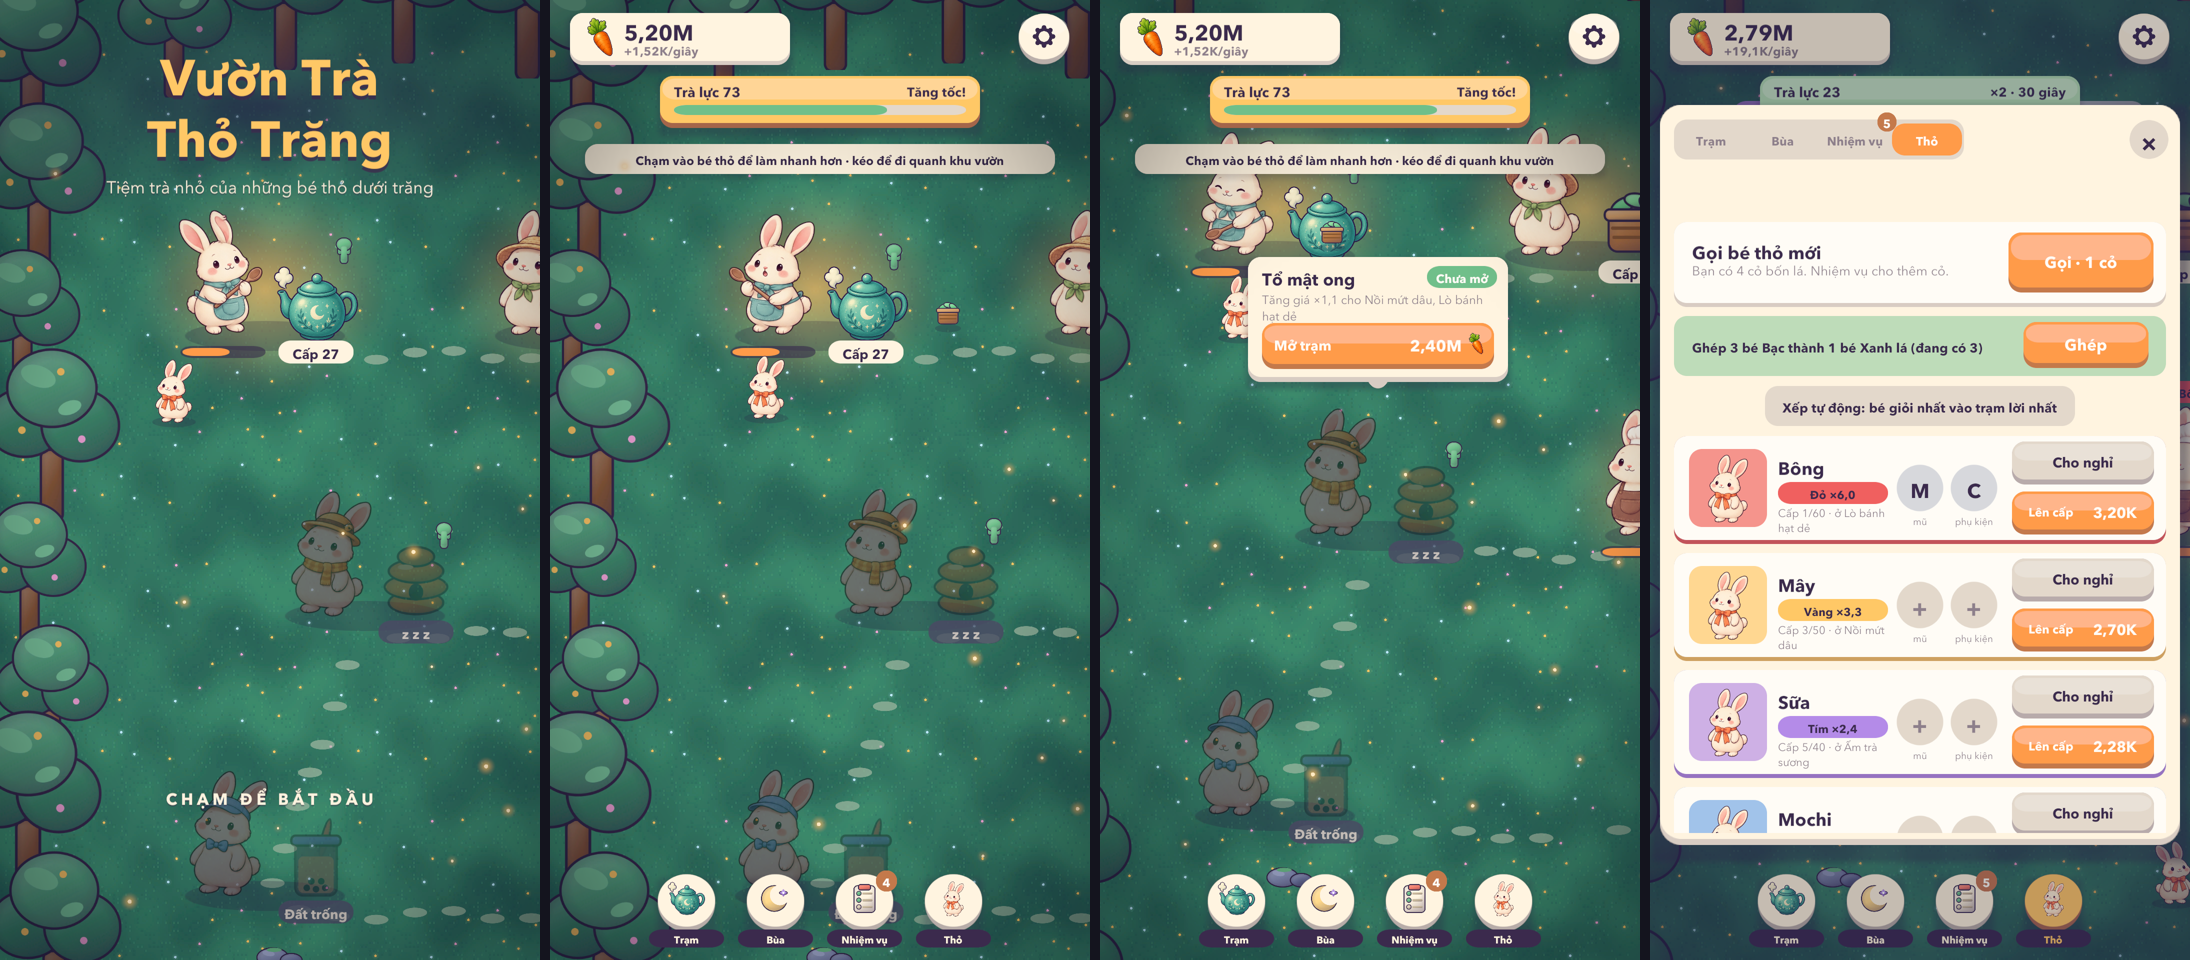 Vườn Trà
Thỏ Trăng
Tiệm trà nhỏ của những bé thỏ dưới trăng
Cấp 27
z z z
CHẠM ĐỂ BẮT ĐẦU
Đất trống
5,20M
+1,52K/giây
Trà lực 73
Tăng tốc!
Chạm vào bé thỏ để làm nhanh hơn · kéo để đi quanh khu vườn
Cấp 27
z z z
4
Trạm
Bùa
Nhiệm vụ
Thỏ
5,20M
+1,52K/giây
Trà lực 73
Tăng tốc!
Chạm vào bé thỏ để làm nhanh hơn · kéo để đi quanh khu vườn
Cấp
Tổ mật ong
Chưa mở
Tăng giá ×1,1 cho Nồi mứt dâu, Lò bánh
hạt dẻ
Mở trạm
2,40M
z z z
Đất trống
4
Trạm
Bùa
Nhiệm vụ
Thỏ
2,79M
+19,1K/giây
Trà lực 23
×2 · 30 giây
Trạm
Bùa
Nhiệm vụ
5
Thỏ
Gọi bé thỏ mới
Bạn có 4 cỏ bốn lá. Nhiệm vụ cho thêm cỏ.
Gọi · 1 cỏ
Ghép 3 bé Bạc thành 1 bé Xanh lá (đang có 3)
Ghép
Xếp tự động: bé giỏi nhất vào trạm lời nhất
Bông
Đỏ ×6,0
Cấp 1/60 · ở Lò bánh
hạt dẻ
M
mũ
C
phụ kiện
Cho nghỉ
Lên cấp
3,20K
Mây
Vàng ×3,3
Cấp 3/50 · ở Nồi mứt
dâu
+
mũ
+
phụ kiện
Cho nghỉ
Lên cấp
2,70K
Sữa
Tím ×2,4
Cấp 5/40 · ở Ấm trà
sương
+
mũ
+
phụ kiện
Cho nghỉ
Lên cấp
2,28K
Mochi
Cho nghỉ
5
Trạm
Bùa
Nhiệm vụ
Thỏ